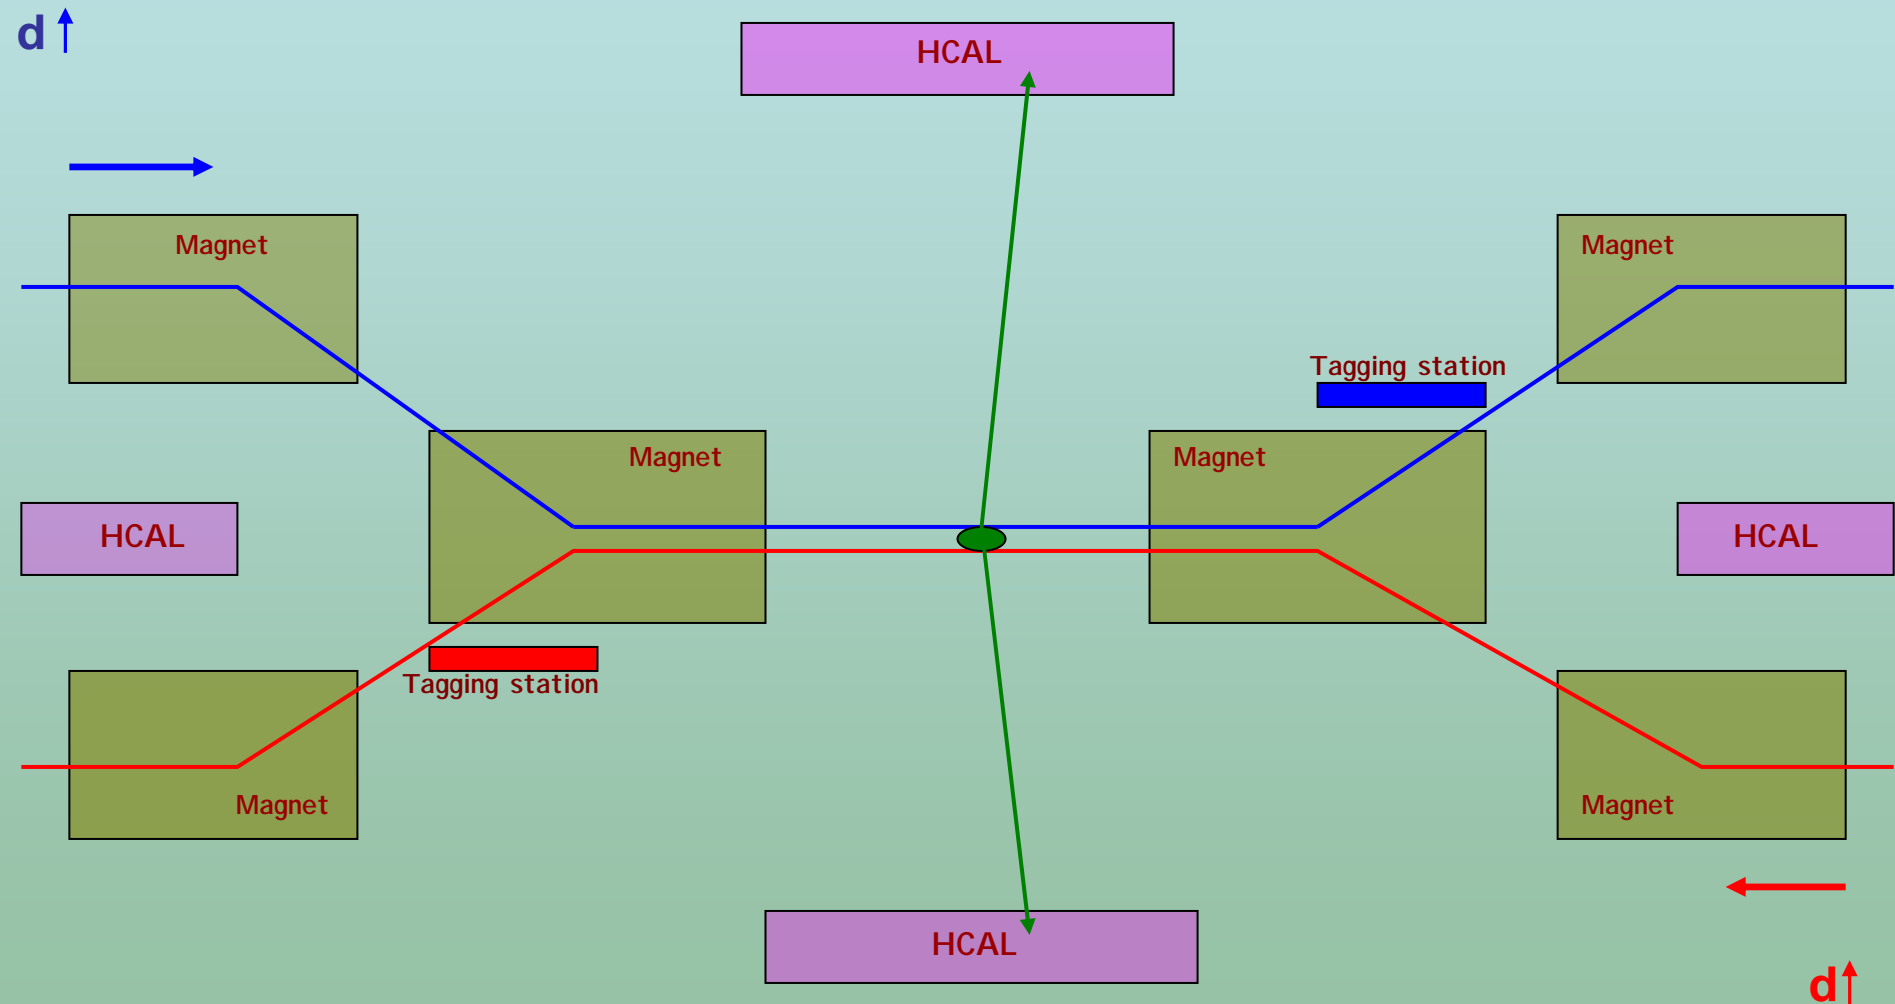 d
HCAL
Magnet
Magnet
Tagging station
Magnet
Magnet
HCAL
HCAL
Tagging station
Magnet
Magnet
HCAL
d